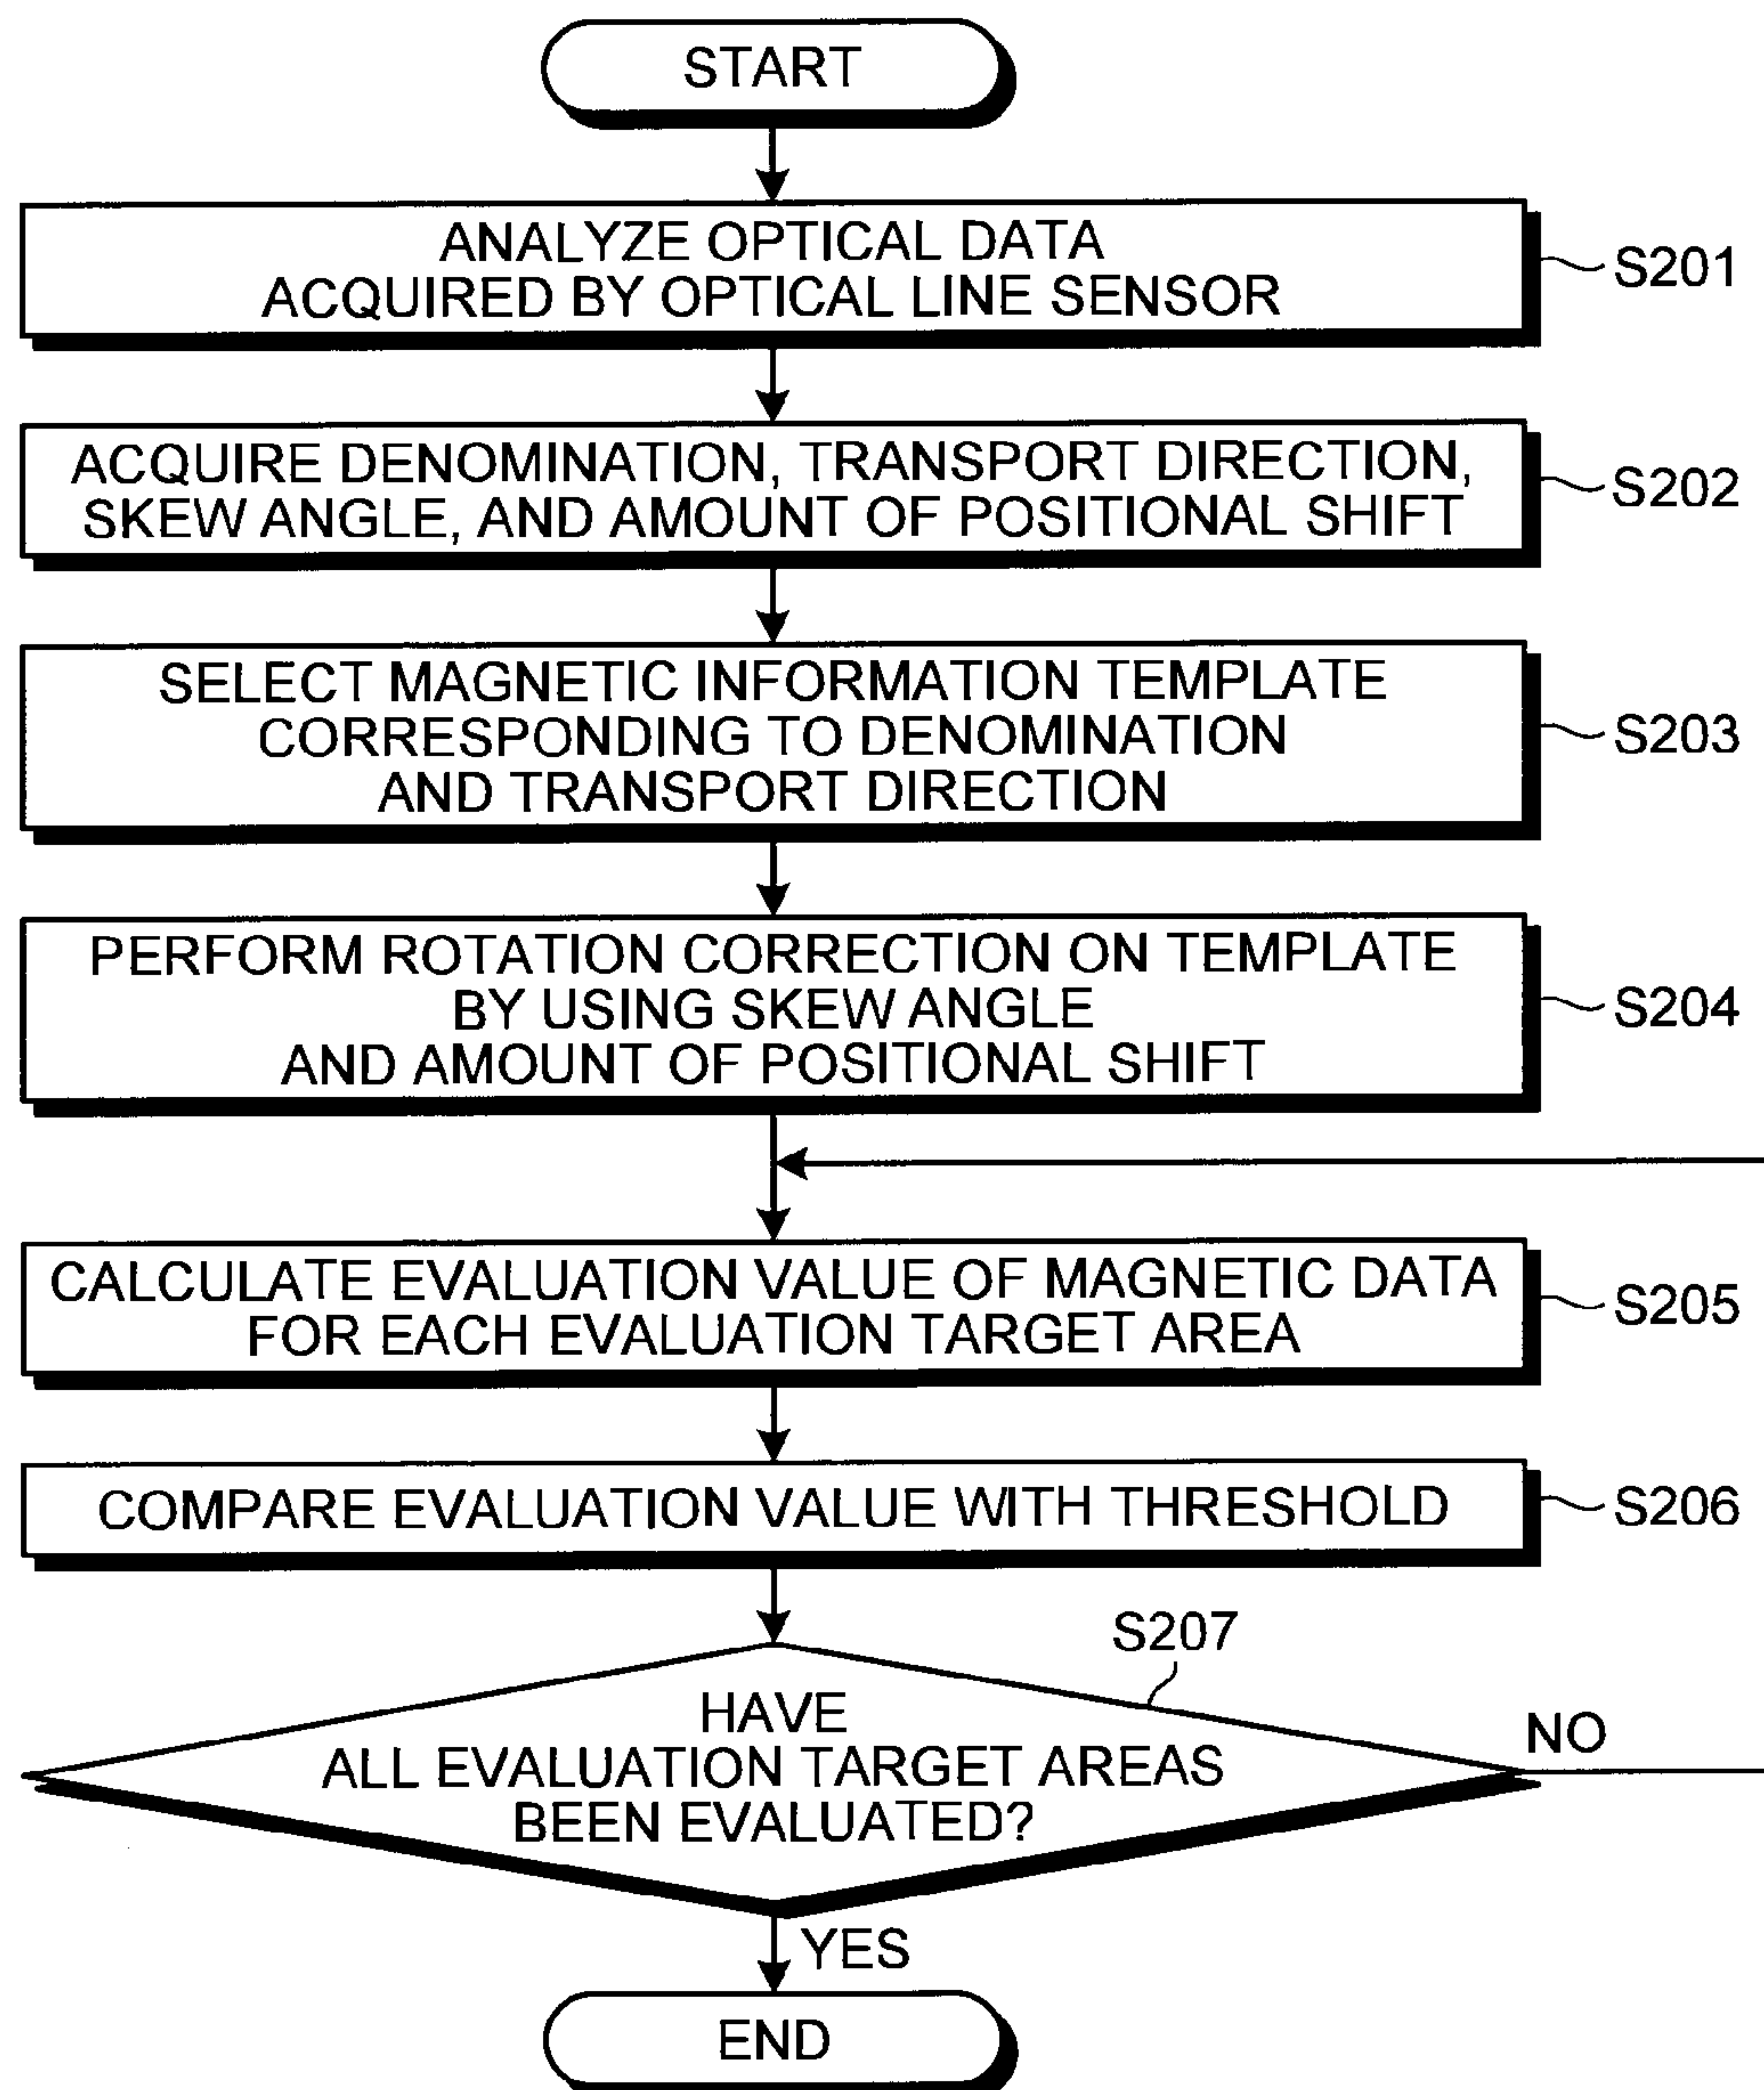 START
ANALYZE OPTICAL DATA
ACQUIRED BY OPTICAL LINE SENSOR
S201
ACQUIRE DENOMINATION, TRANSPORT DIRECTION,
SKEW ANGLE, AND AMOUNT OF POSITIONAL SHIFT
S202
SELECT MAGNETIC INFORMATION TEMPLATE
CORRESPONDING TO DENOMINATION
AND TRANSPORT DIRECTION
S203
PERFORM ROTATION CORRECTION ON TEMPLATE
BY USING SKEW ANGLE
AND AMOUNT OF POSITIONAL SHIFT
S204
CALCULATE EVALUATION VALUE OF MAGNETIC DATA
FOR EACH EVALUATION TARGET AREA
S205
COMPARE EVALUATION VALUE WITH THRESHOLD
S206
S207
HAVE
ALL EVALUATION TARGET AREAS
BEEN EVALUATED?
NO
YES
END